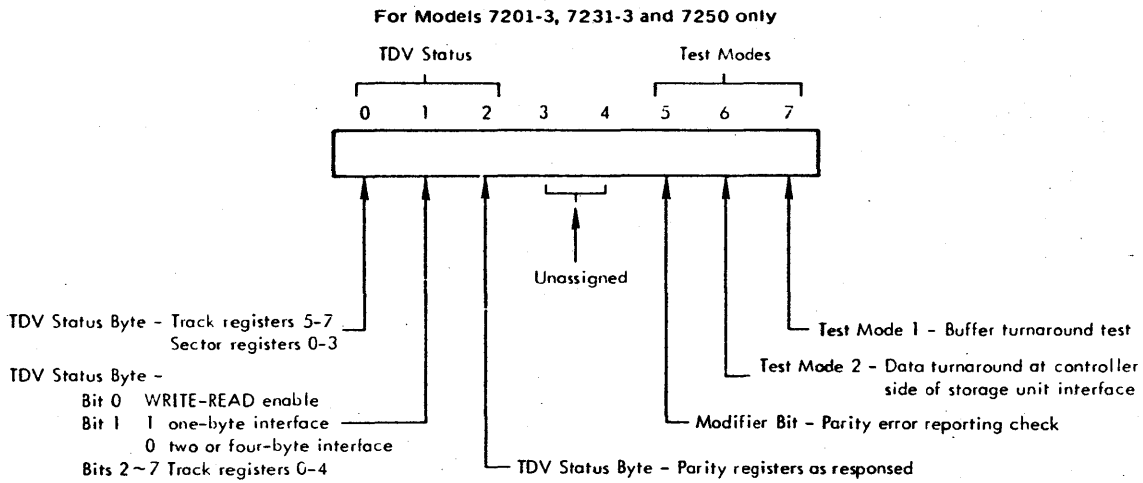 For Models 7201-3, 7231-3 and 7250 only
TDV Status
Test Modes
0 1 2 3 4 5 6 7
Unassigned
TDV Status Byte - Track registers 5-7
Sector registers 0-3
TDV Status Byte -
Bit 0 WRITE-READ enable
Bit 1 1 one-byte interface
0 two or four-byte interface
Bits 2~7 Track registers 0-4
Test Mode 1 - Buffer turnaround test
Test Mode 2 - Data turnaround at controller
side of storage unit interface
Modifier Bit - Parity error reporting check
TDV Status Byte - Parity registers as responsed